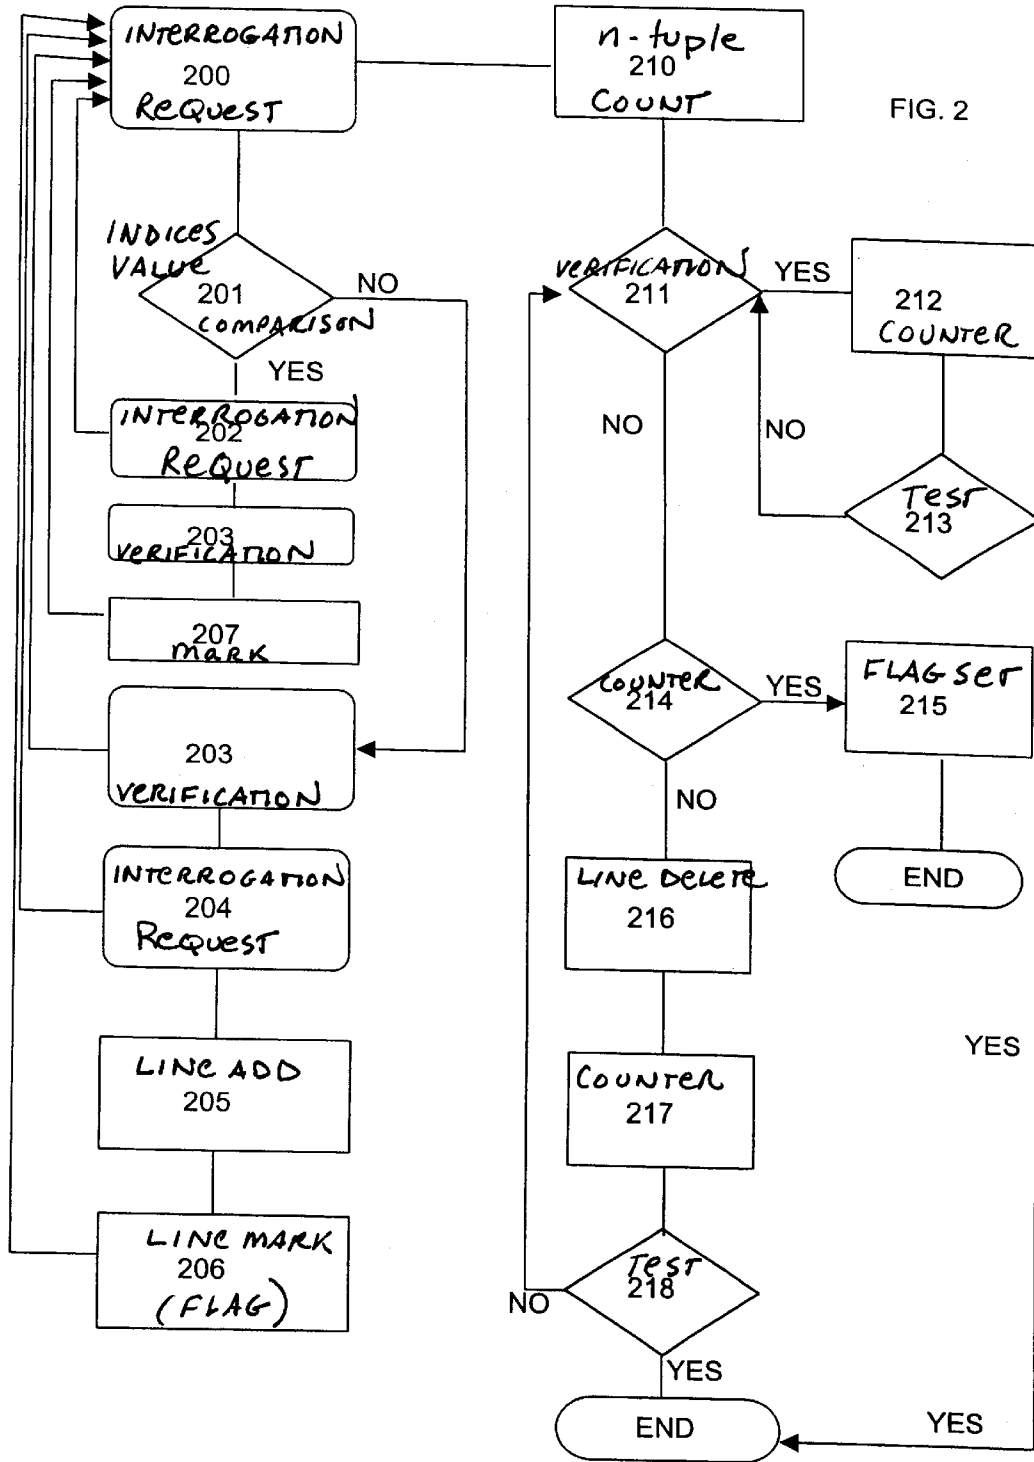 INTERROGATION
200
REQUEST
n-tuple
210
COUNT
FIG. 2
INDICES
VALUE
201
COMPARISON
NO
YES
VERIFICATION
211
YES
212
COUNTER
NO
NO
INTERROGATION
202
REQUEST
203
VERIFICATION
TEST
213
207
MARK
COUNTER
214
YES
FLAG SET
215
203
VERIFICATION
NO
END
INTERROGATION
204
REQUEST
LINE DELETE
216
LINE ADD
205
COUNTER
217
YES
LINE MARK
206
(FLAG)
TEST
218
NO
YES
END
YES